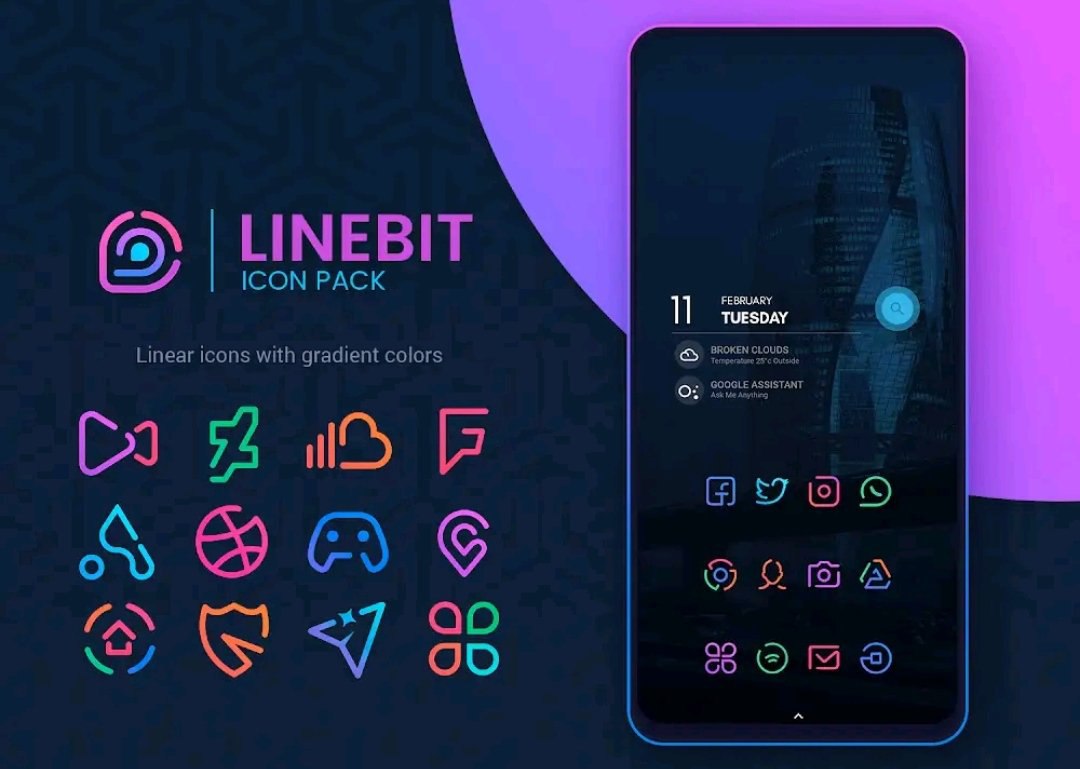 LINEBIT
ICON PACK
Linear icons with gradient colors
11
FEBRUARY
TUESDAY
BROKEN CLOUDS
Temperature 25°c Outside
GOOGLE ASSISTANT
Ask Me Anything